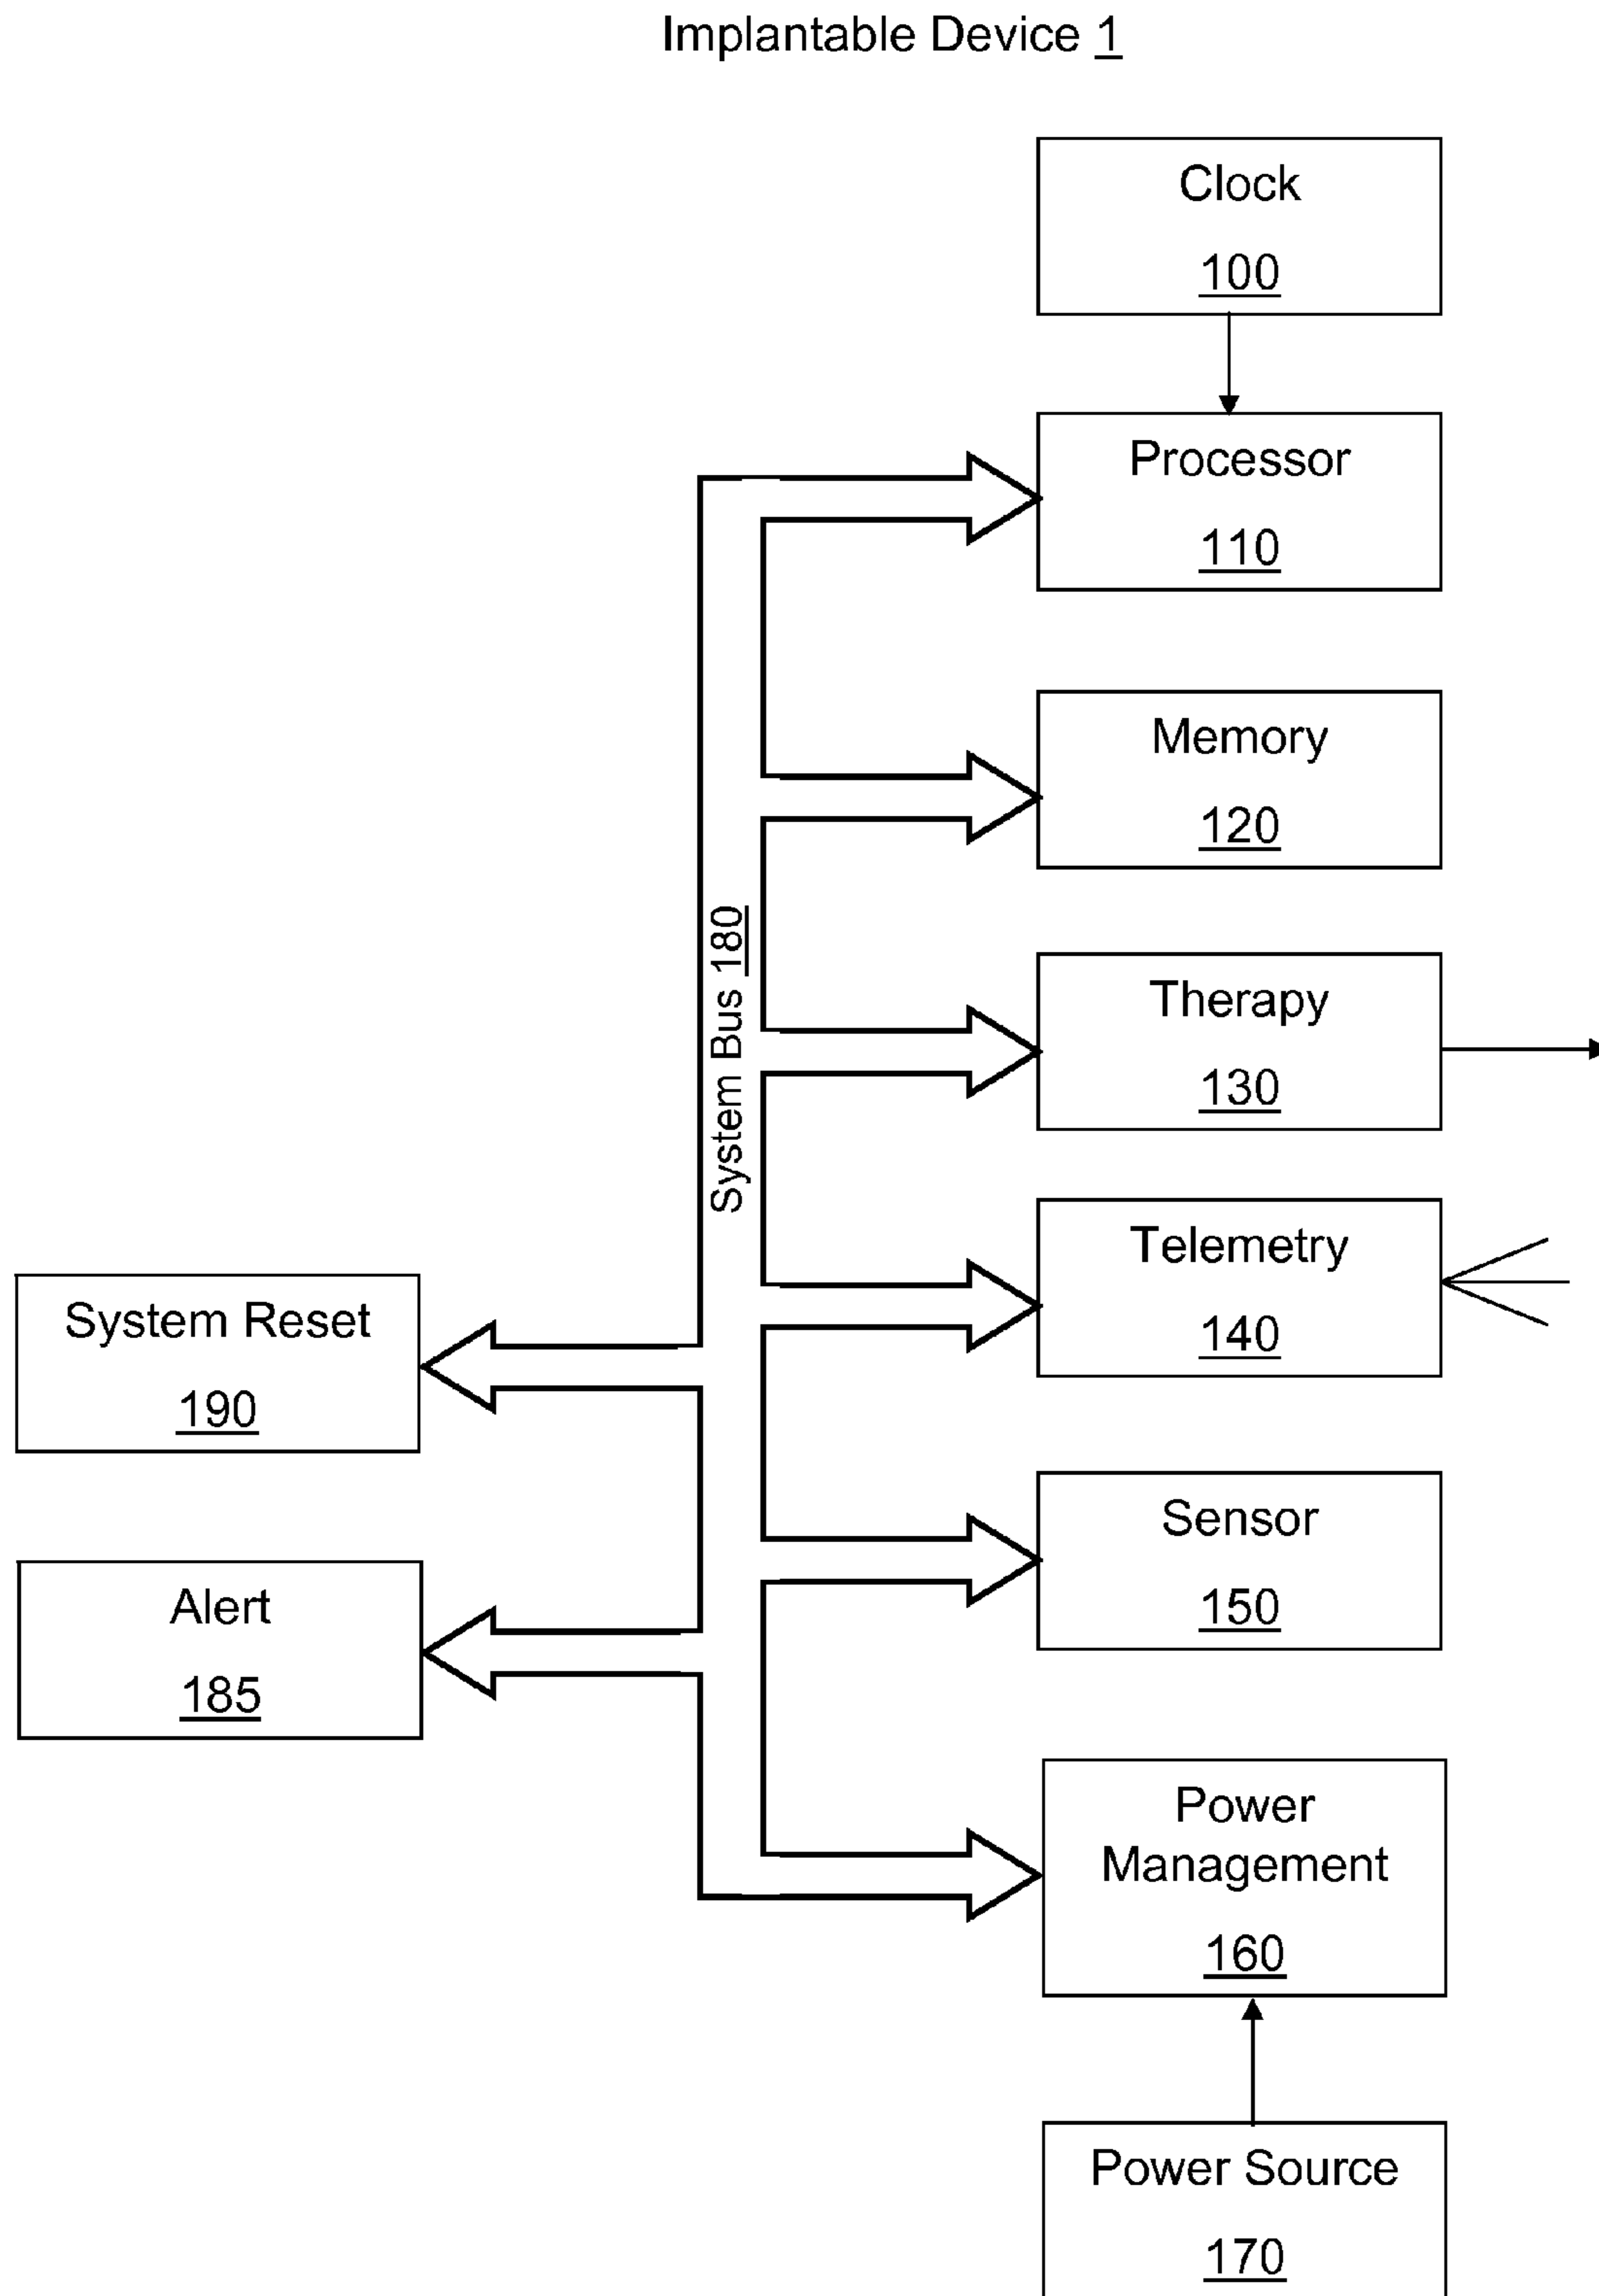 Implantable Device 1
Clock
100
Processor
110
Memory
120
System Bus 180
Therapy
130
Telemetry
140
System Reset
190
Sensor
150
Alert
185
Power
Management
160
Power Source
170